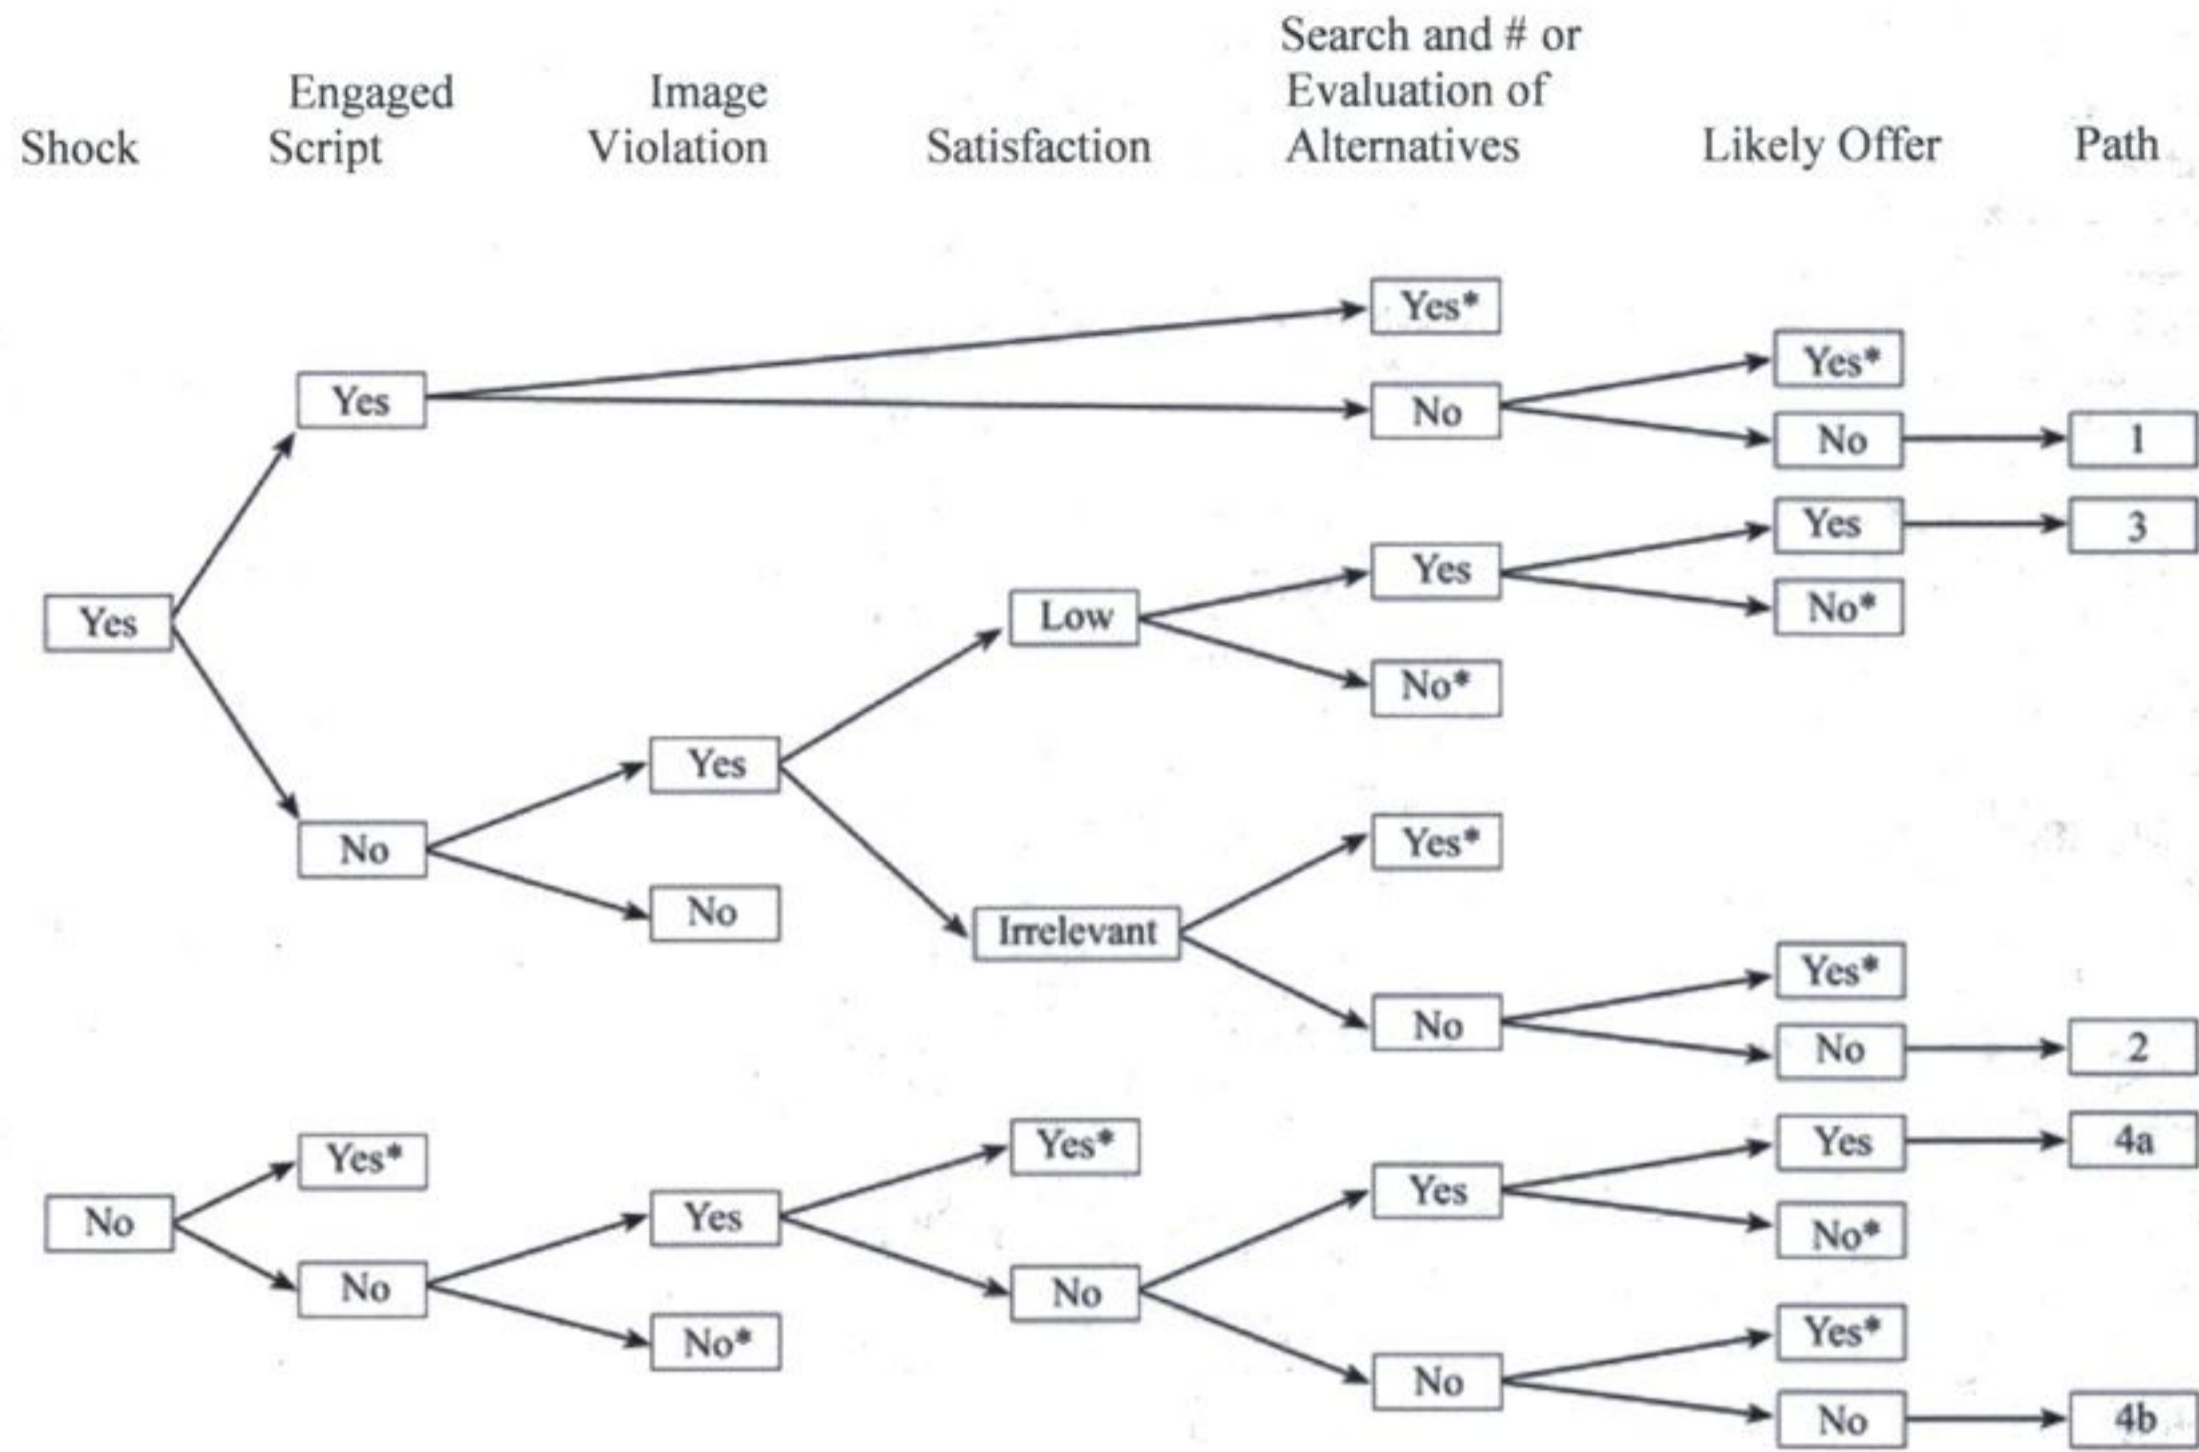 Shock
Engaged
Script
Image
Violation
Satisfaction
Search and # or
Evaluation of
Alternatives
Likely Offer
Path
Yes*
Yes*
Yes
No
No
1
Yes
3
Yes
Yes
Low
No*
No*
Yes
Yes*
No
No
Irrelevant
Yes*
No
No
2
Yes*
Yes*
Yes
4a
No
Yes
Yes
No*
No
No
Yes*
No*
No
No
4b